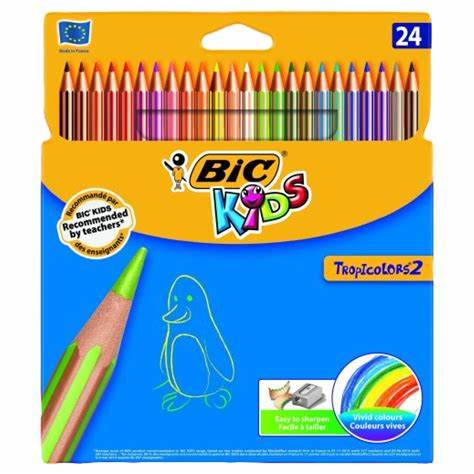 Made in France
24
BiC
KiDS
Recommandé par
BIC® KIDS
Recommended
by teachers*
des enseignants*
TROPICOLORS2
Easy to sharpen
Facile à tailler
Vivid colours
Couleurs vives